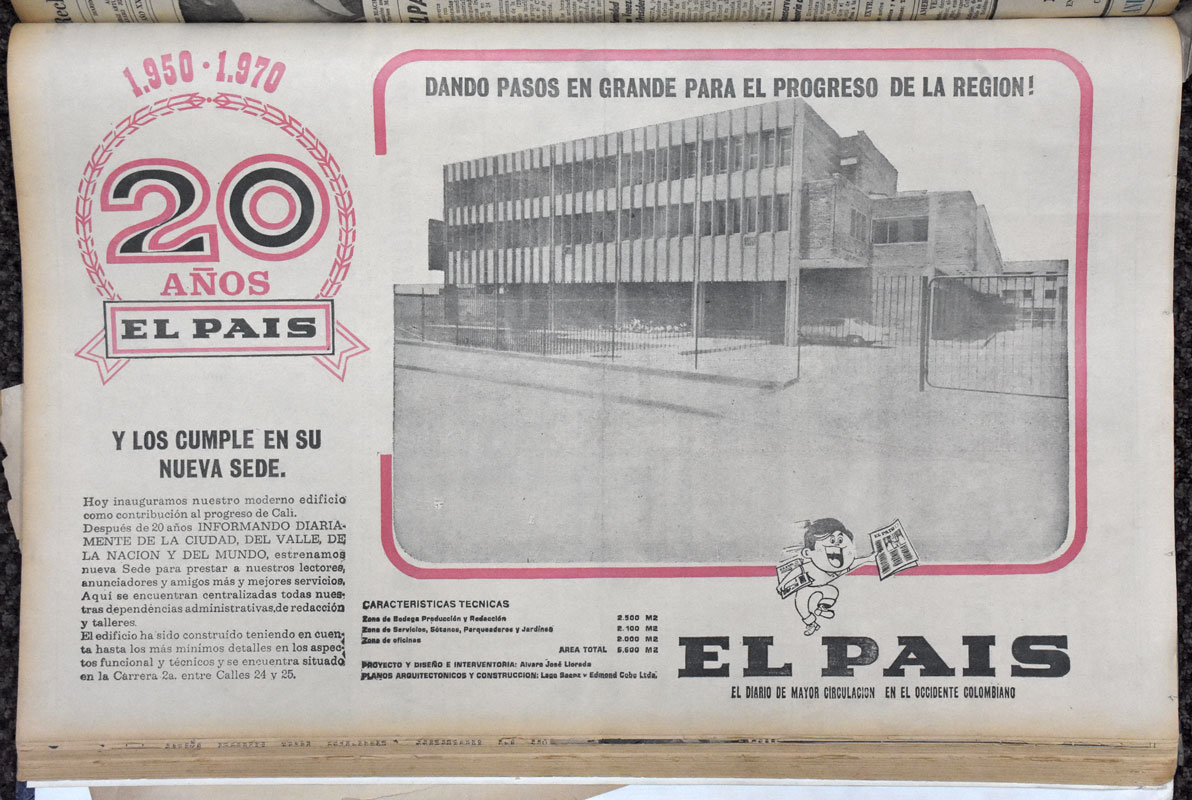 1.950 · 1.970
20
AÑOS
EL PAIS
Y LOS CUMPLE EN SU
NUEVA SEDE.
Hoy inauguramos nuestro moderno edificio
como contribución al progreso de Cali.
Después de 20 años INFORMANDO DIARIA-
MENTE DE LA CIUDAD, DEL VALLE, DE
LA NACION Y DEL MUNDO, estrenamos
nueva Sede para prestar a nuestros lectores,
anunciadores y amigos más y mejores servicios,
Aquí se encuentran centralizadas todas nues-
tras dependencias administrativas, de redacción
y talleres.
El edificio ha sido construído teniendo en cuen-
ta hasta los más mínimos detalles en los aspec-
tos funcional y técnicos y se encuentra situado
en la Carrera 2a. entre Calles 24 y 25.
DANDO PASOS EN GRANDE PARA EL PROGRESO DE LA REGION!
CARACTERISTICAS TECNICAS
Zona de Bodega Producción y Redacción 2.500 M2
Zona de Servicios, Sótanos, Parqueaderos y Jardines 2.100 M2
Zona de oficinas 2.000 M2
AREA TOTAL 6.600 M2
PROYECTO Y DISEÑO E INTERVENTORIA: Alvaro José Lloreda
PLANOS ARQUITECTONICOS Y CONSTRUCCION: Lago Saenz y Edmond Cobo Ltda.
EL PAIS
EL PAIS
EL DIARIO DE MAYOR CIRCULACION EN EL OCCIDENTE COLOMBIANO